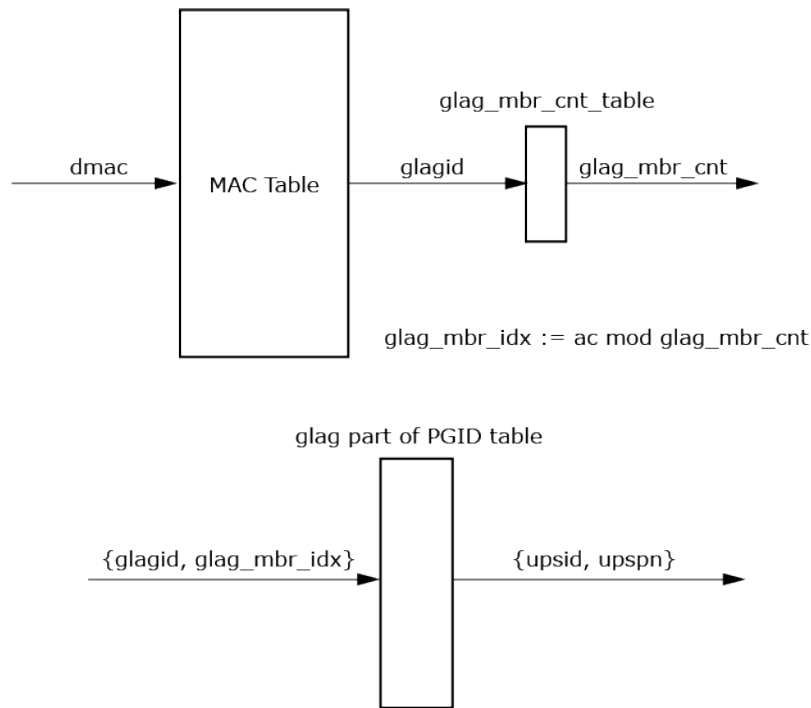 glag_mbr_cnt_table
dmac
MAC Table
glagid
glag_mbr_cnt
glag_mbr_idx := ac mod glag_mbr_cnt
glag part of PGID table
{glagid, glag_mbr_idx}
{upsid, upspn}